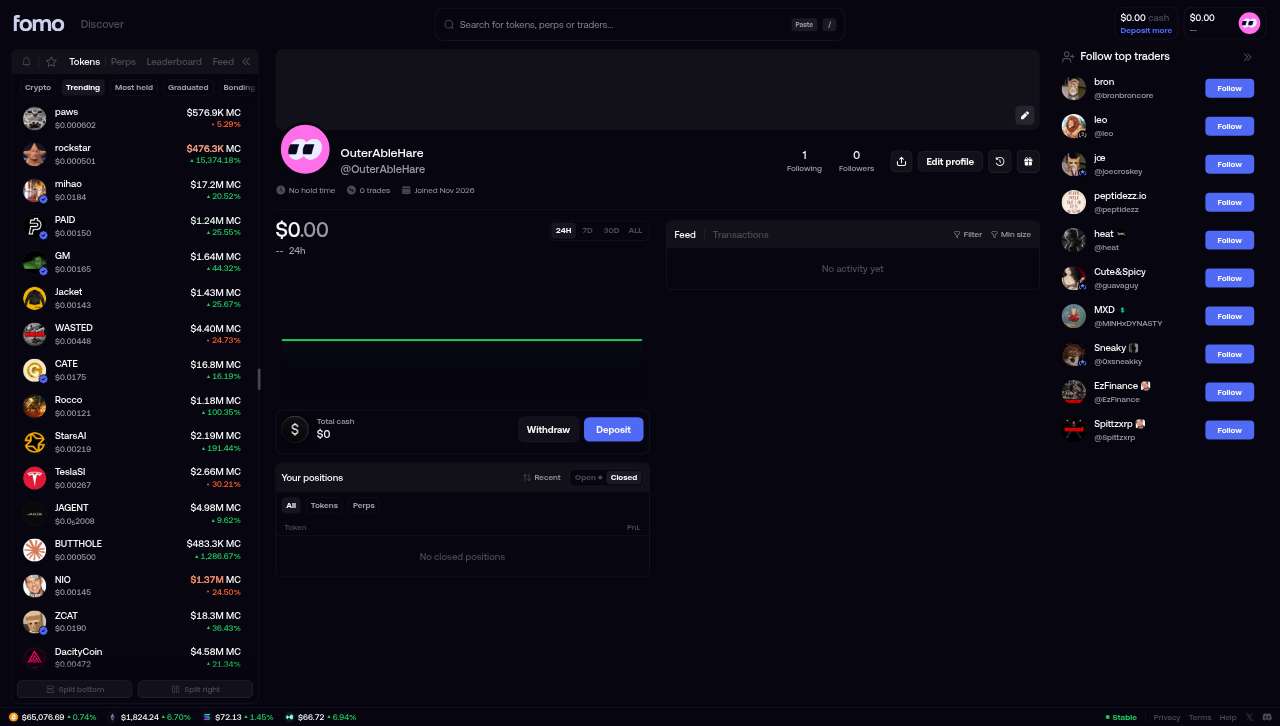 fomo Discover
Search for tokens, perps or traders... Paste /
$0.00 cash
Deposit more
$0.00
--
Tokens Perps Leaderboard Feed
Crypto Trending Most held Graduated Bonding
paws $576.9K MC
$0.000602 5.29%
rockstar $476.3K MC
$0.000501 15,374.18%
mihao $17.2M MC
$0.0184 20.52%
PAID $1.24M MC
$0.00150 25.55%
GM $1.64M MC
$0.00165 44.32%
Jacket $1.43M MC
$0.00143 25.67%
WASTED $4.40M MC
$0.00448 24.73%
CATE $16.8M MC
$0.0175 16.19%
Rocco $1.18M MC
$0.00121 100.35%
StarsAI $2.19M MC
$0.00219 191.44%
TeslaSI $2.66M MC
$0.00267 30.21%
JAGENT $4.98M MC
$0.0₅2008 9.62%
BUTTHOLE $483.3K MC
$0.000500 1,286.67%
NIO $1.37M MC
$0.00145 24.50%
ZCAT $18.3M MC
$0.0190 36.43%
DacityCoin $4.58M MC
$0.00472 21.34%
Split bottom Split right
OuterAbleHare
@OuterAbleHare
1 Following
0 Followers
Edit profile
No hold time 0 trades Joined Nov 2026
$0.00
-- 24h
24H 7D 30D ALL
Total cash
$0
Withdraw Deposit
Your positions Recent Open Closed
All Tokens Perps
Token PnL
No closed positions
Feed Transactions Filter Min size
No activity yet
Follow top traders
bron
@bronbroncore
Follow
leo
@leo
Follow
joe
@joecroskey
Follow
peptidezz.io
@peptidezz
Follow
heat
@heat
Follow
Cute&Spicy
@guavaguy
Follow
MXD
@MINHxDYNASTY
Follow
Sneaky
@0xsneakky
Follow
EzFinance
@EzFinance
Follow
Spittzxrp
@Spittzxrp
Follow
$65,076.69 0.74% $1,824.24 6.70% $72.13 1.45% $66.72 6.94%
Stable Privacy Terms Help